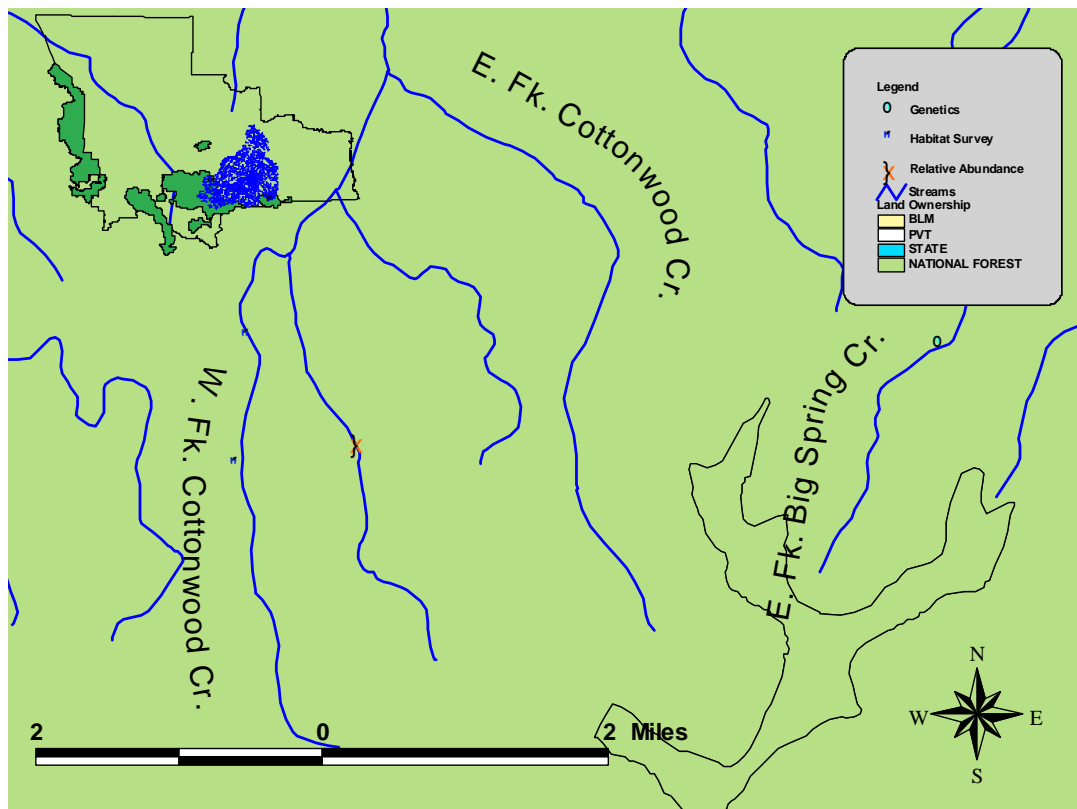 E. Fk. Cottonwood Cr.
Legend
Genetics
Habitat Survey
Relative Abundance
Streams
Land Ownership
BLM
PVT
STATE
NATIONAL FOREST
W. Fk. Cottonwood Cr.
E. Fk. Big Spring Cr.
2 0 2 Miles
N
W E
S